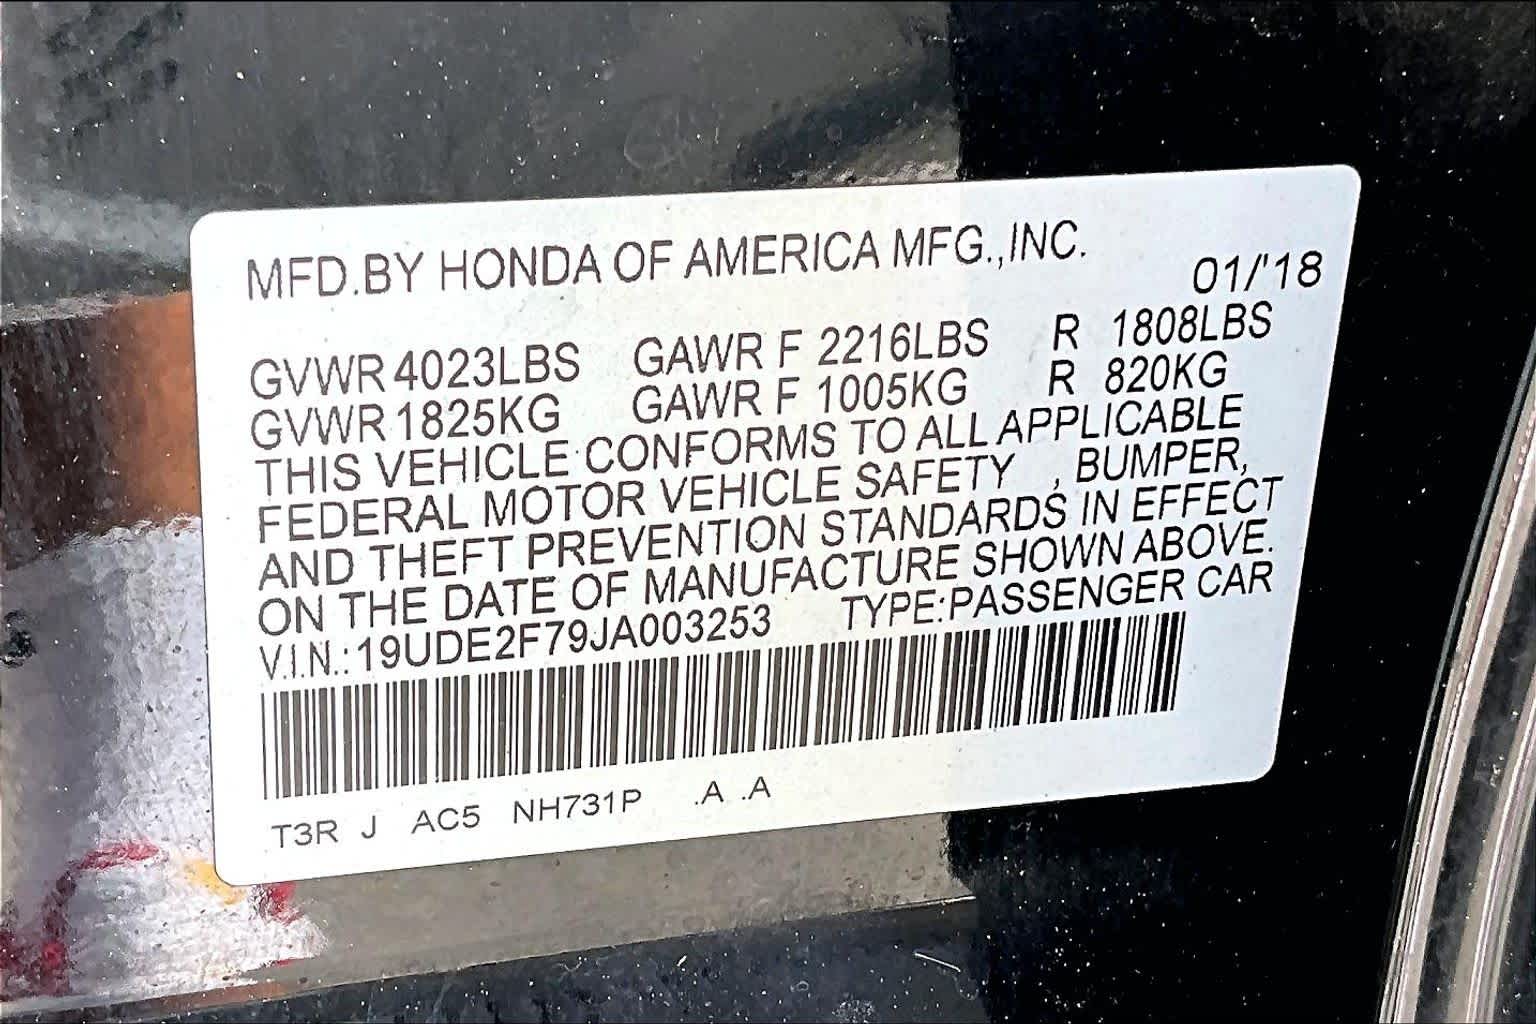 MFD.BY HONDA OF AMERICA MFG.,INC.
01/'18
GVWR 4023LBS GAWR F 2216LBS R 1808LBS
GVWR 1825KG GAWR F 1005KG R 820KG
THIS VEHICLE CONFORMS TO ALL APPLICABLE
FEDERAL MOTOR VEHICLE SAFETY , BUMPER,
AND THEFT PREVENTION STANDARDS IN EFFECT
ON THE DATE OF MANUFACTURE SHOWN ABOVE.
V.I.N.: 19UDE2F79JA003253 TYPE:PASSENGER CAR
T3R J AC5 NH731P .A .A